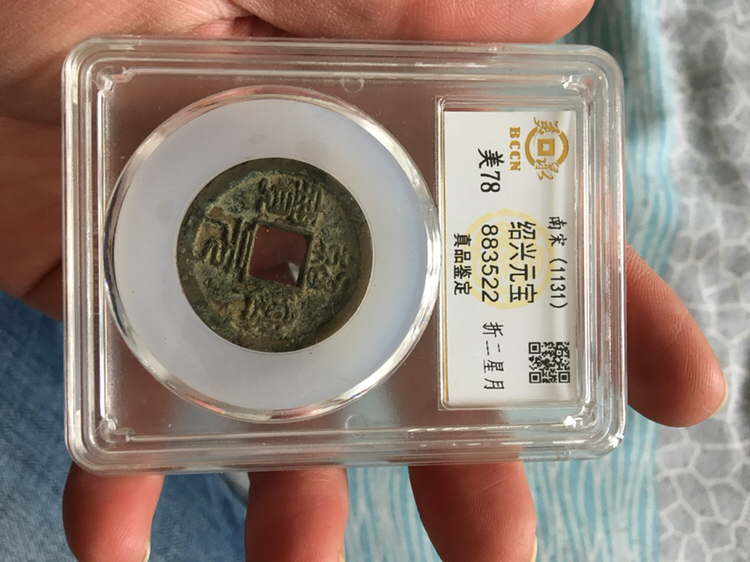 BCCN
美78
南宋（1131）
绍兴元宝
883522
真品鉴定
折二星月